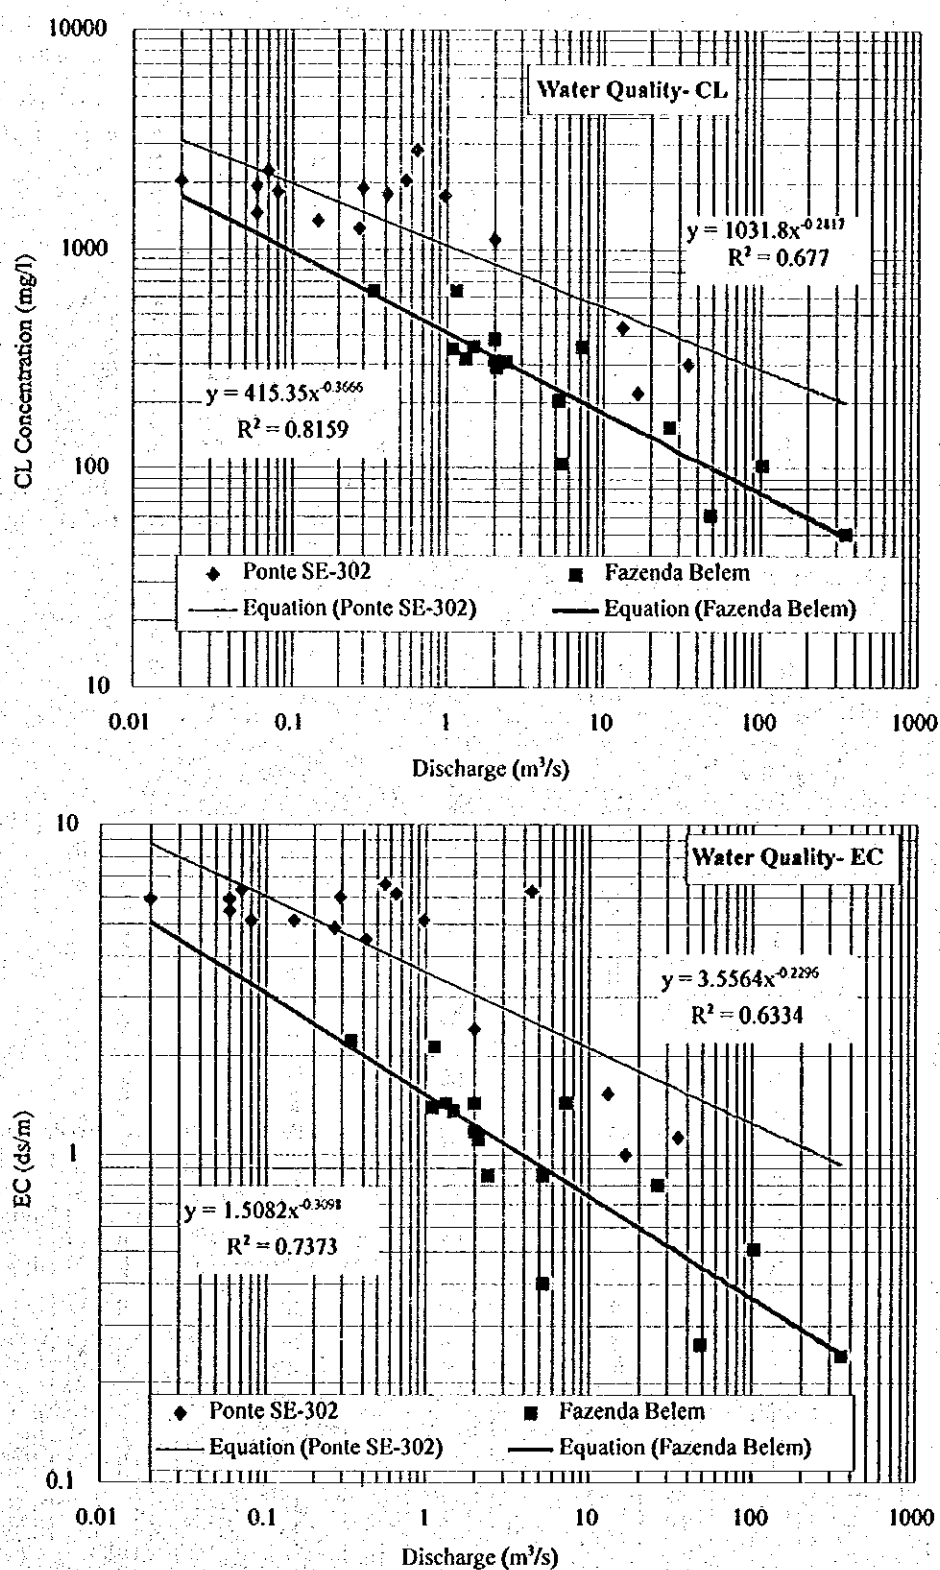 10000
Water Quality- CL
y = 1031.8x^-0.2817
R² = 0.677
1000
CL Concentration (mg/l)
y = 415.35x^-0.3666
R² = 0.8159
100
Ponte SE-302
Fazenda Belem
Equation (Ponte SE-302)
Equation (Fazenda Belem)
10
0.01 0.1 1 10 100 1000
Discharge (m³/s)
10
Water Quality- EC
y = 3.5564x^-0.2296
R² = 0.6334
EC (ds/m)
1
y = 1.5082x^-0.3098
R² = 0.7373
Ponte SE-302
Fazenda Belem
Equation (Ponte SE-302)
Equation (Fazenda Belem)
0.1
0.01 0.1 1 10 100 1000
Discharge (m³/s)